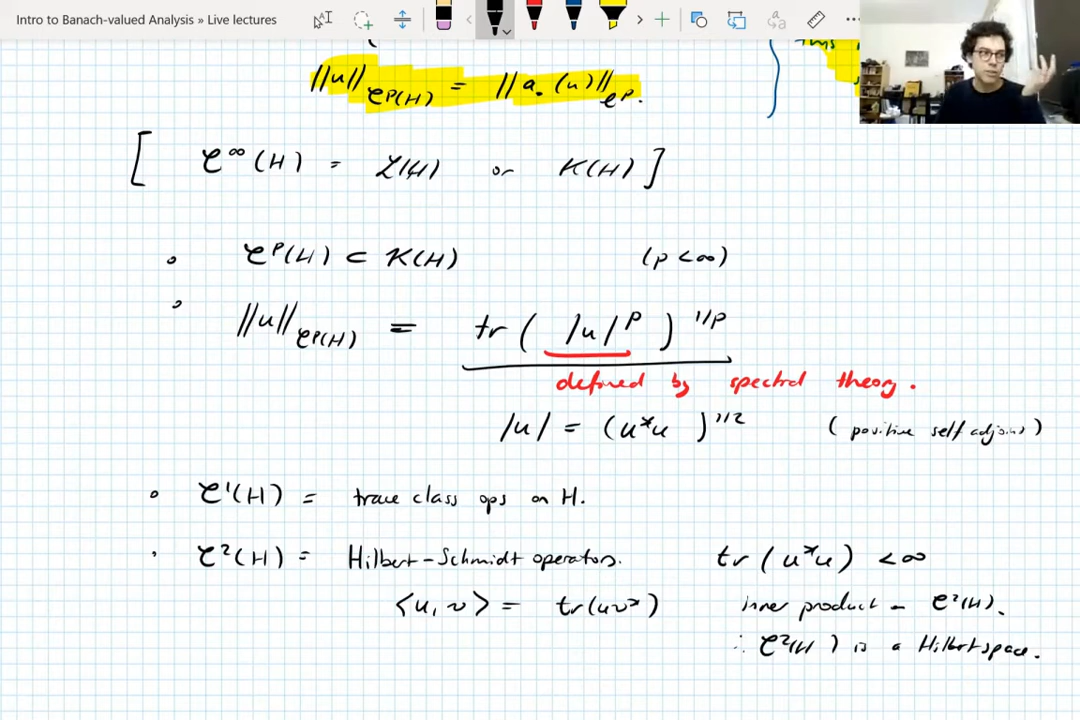 Intro to Banach-valued Analysis » Live lectures
this
||u||_{C^p(H)} = ||a.(u)||_{ℓ^p}.
[ C^∞(H) = L(H) or K(H) ]
∘ C^p(H) ⊂ K(H) (p < ∞)
∘ ||u||_{C^p(H)} = tr( |u|^p )^{1/p}
defined by spectral theory.
|u| = (u*u)^{1/2} (positive self adjoint)
∘ C^1(H) = trace class ops on H.
∘ C^2(H) = Hilbert-Schmidt operators. tr(u*u) < ∞
<u, v> = tr(uv*) inner product on C^2(H).
∴ C^2(H) is a Hilbert space.